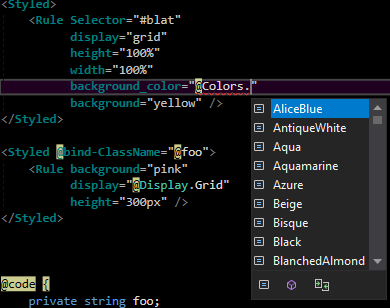 <Styled>
<Rule Selector="#blat"
display="grid"
height="100%"
width="100%"
background_color="@Colors."
background="yellow" />
</Styled>
<Styled @bind-ClassName="@foo">
<Rule background="pink"
display="@Display.Grid"
height="300px" />
</Styled>
@code {
private string foo;
AliceBlue
AntiqueWhite
Aqua
Aquamarine
Azure
Beige
Bisque
Black
BlanchedAlmond